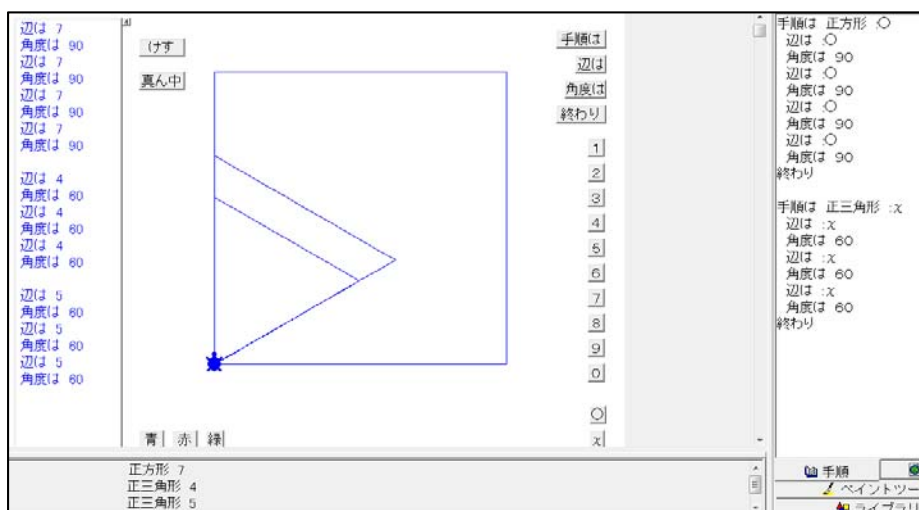 辺は 7
角度は 90
辺は 7
角度は 90
辺は 7
角度は 90
辺は 7
角度は 90
辺は 4
角度は 60
辺は 4
角度は 60
辺は 4
角度は 60
辺は 5
角度は 60
辺は 5
角度は 60
辺は 5
角度は 60
けす
真ん中
手順は
辺は
角度は
終わり
1
2
3
4
5
6
7
8
9
0
○
χ
青 赤 緑
手順は 正方形 :○
辺は :○
角度は 90
辺は :○
角度は 90
辺は :○
角度は 90
辺は :○
角度は 90
終わり
手順は 正三角形 :χ
辺は :χ
角度は 60
辺は :χ
角度は 60
辺は :χ
角度は 60
終わり
正方形 7
正三角形 4
正三角形 5
手順
ペイントツー
ライブラリ